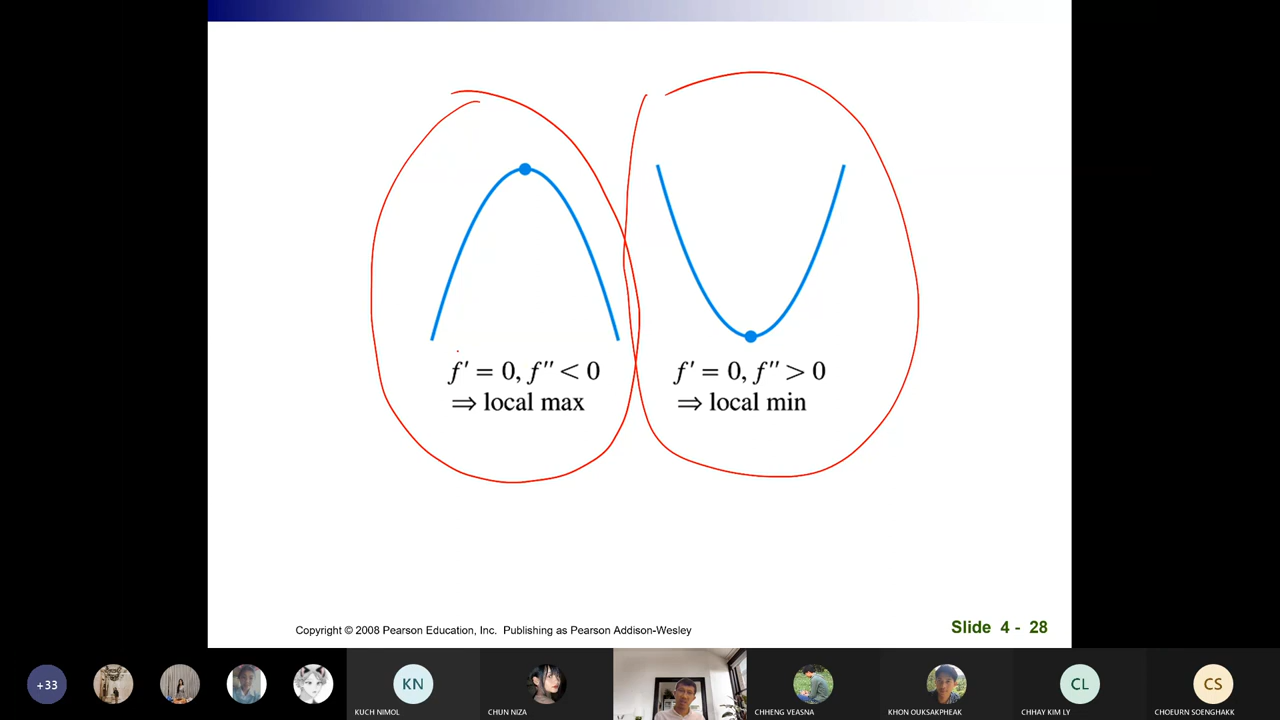 f′ = 0, f″ < 0
⇒ local max
f′ = 0, f″ > 0
⇒ local min
Copyright © 2008 Pearson Education, Inc. Publishing as Pearson Addison-Wesley
Slide 4 - 28
+33
KN
KUCH NIMOL
CHUN NIZA
CHHENG VEASNA
KHON OUKSAKPHEAK
CL
CHHAY KIM LY
CS
CHOEURN SOENGHAKK